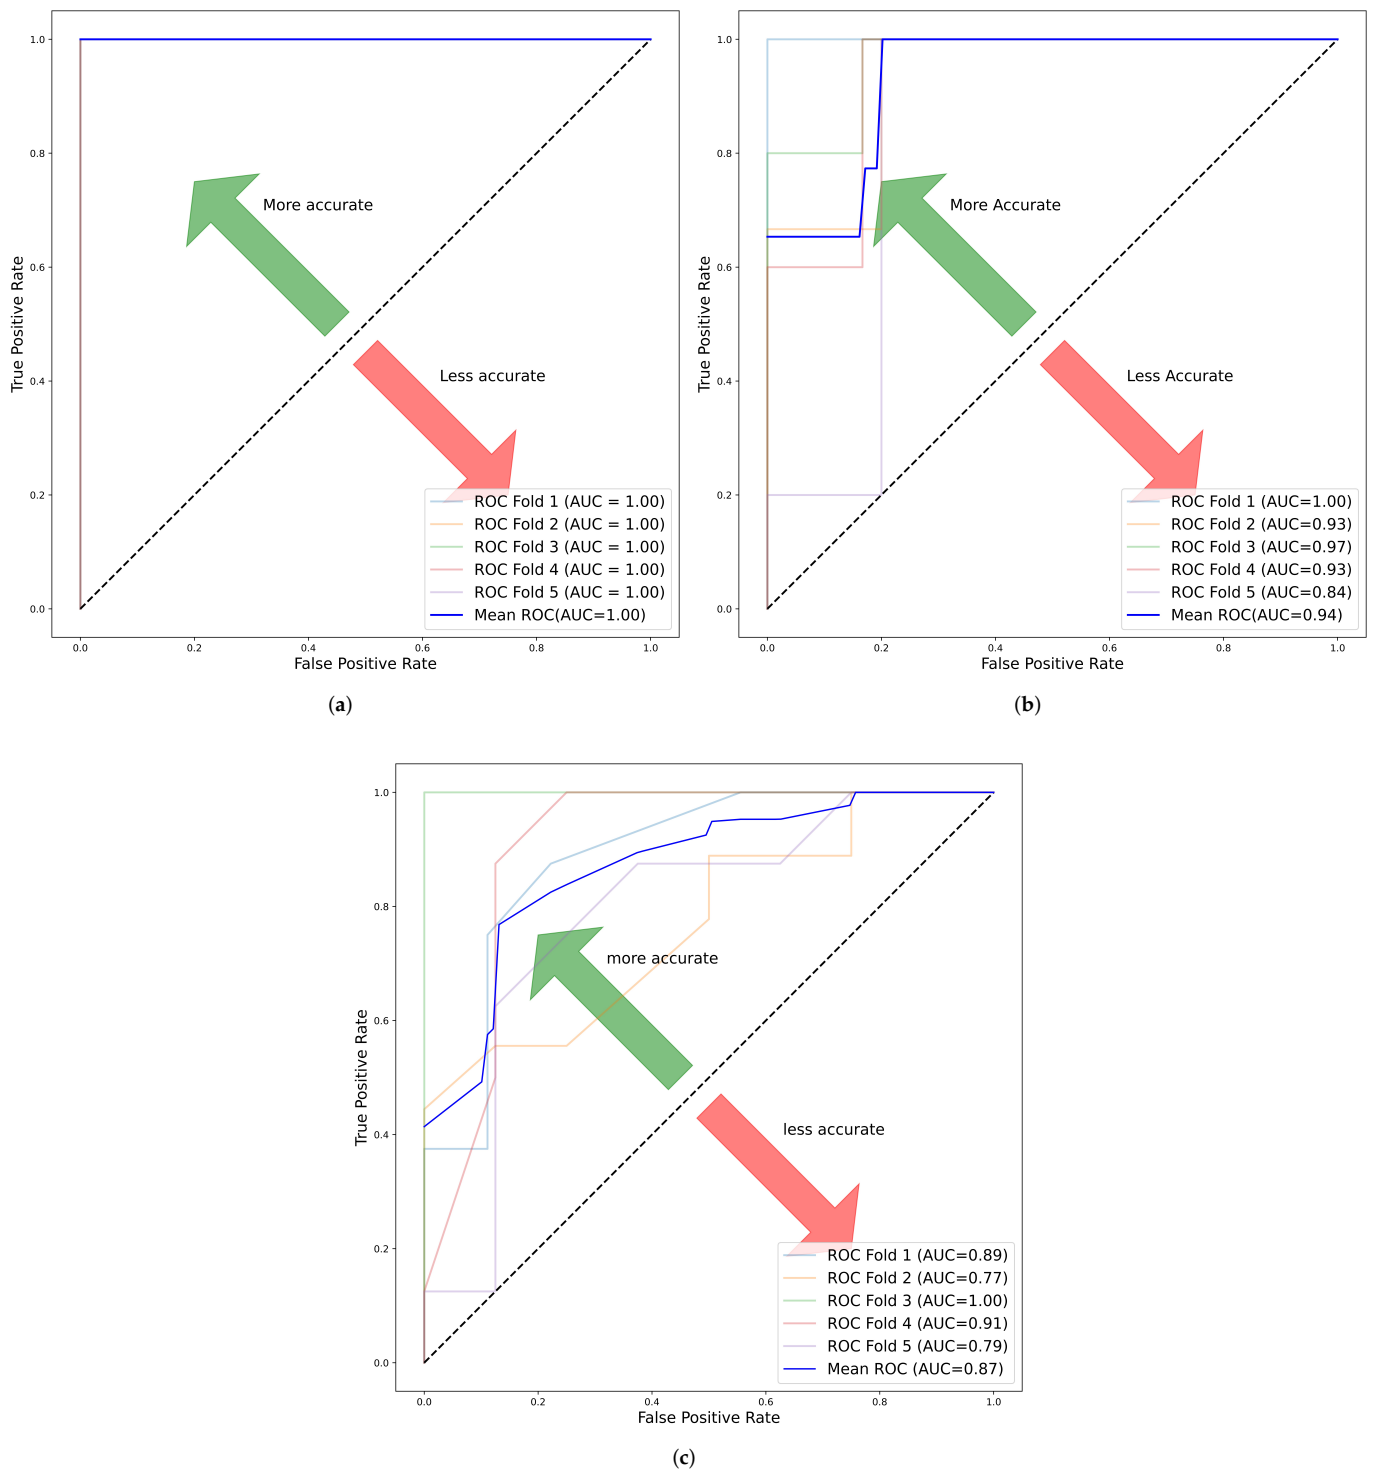 1.0
0.8
0.6
0.4
0.2
0.0
True Positive Rate
More accurate
Less accurate
ROC Fold 1 (AUC = 1.00)
ROC Fold 2 (AUC = 1.00)
ROC Fold 3 (AUC = 1.00)
ROC Fold 4 (AUC = 1.00)
ROC Fold 5 (AUC = 1.00)
Mean ROC(AUC=1.00)
0.0 0.2 0.4 0.6 0.8 1.0
False Positive Rate
(a)
1.0
0.8
0.6
0.4
0.2
0.0
True Positive Rate
More Accurate
Less Accurate
ROC Fold 1 (AUC=1.00)
ROC Fold 2 (AUC=0.93)
ROC Fold 3 (AUC=0.97)
ROC Fold 4 (AUC=0.93)
ROC Fold 5 (AUC=0.84)
Mean ROC(AUC=0.94)
0.0 0.2 0.4 0.6 0.8 1.0
False Positive Rate
(b)
1.0
0.8
0.6
0.4
0.2
0.0
True Positive Rate
more accurate
less accurate
ROC Fold 1 (AUC=0.89)
ROC Fold 2 (AUC=0.77)
ROC Fold 3 (AUC=1.00)
ROC Fold 4 (AUC=0.91)
ROC Fold 5 (AUC=0.79)
Mean ROC (AUC=0.87)
0.0 0.2 0.4 0.6 0.8 1.0
False Positive Rate
(c)